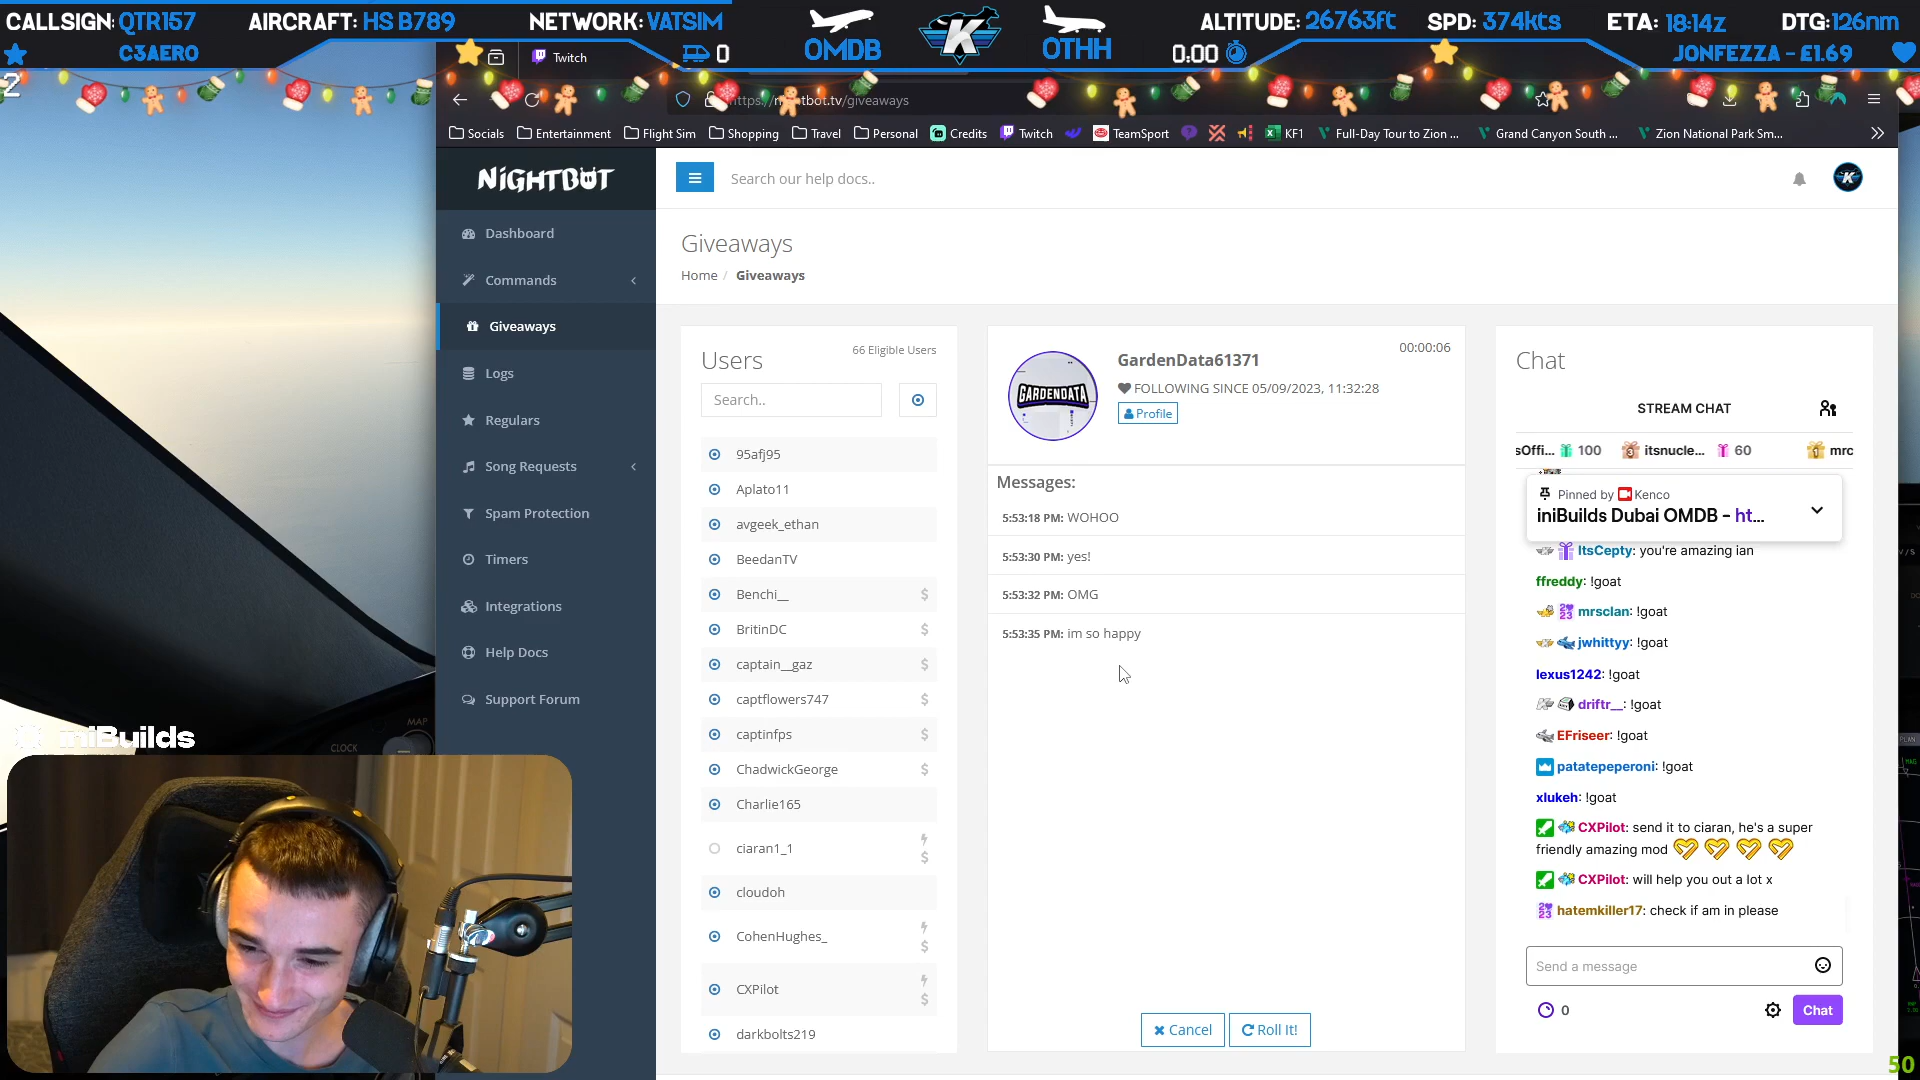 CALLSIGN: QTR157
AIRCRAFT: HS B789
NETWORK: VATSIM
OMDB
OTHH
ALTITUDE: 26763ft
SPD: 374kts
ETA: 18:14z
DTG: 126nm
C3AERO
0
0:00
JONFEZZA - £1.69
2
Twitch
https://nightbot.tv/giveaways
Socials
Entertainment
Flight Sim
Shopping
Travel
Personal
Credits
Twitch
TeamSport
KF1
Full-Day Tour to Zion ...
Grand Canyon South ...
Zion National Park Sm...
NIGHTBOT
Search our help docs..
Dashboard
Commands
Giveaways
Logs
Regulars
Song Requests
Spam Protection
Timers
Integrations
Help Docs
Support Forum
Giveaways
Home / Giveaways
Users
66 Eligible Users
Search..
95afj95
Aplato11
avgeek_ethan
BeedanTV
Benchi__ $
BritinDC $
captain__gaz $
captflowers747 $
captinfps $
ChadwickGeorge $
Charlie165
ciaran1_1 $
cloudoh
CohenHughes_ $
CXPilot $
darkbolts219
GardenData61371
00:00:06
GARDENDATA
FOLLOWING SINCE 05/09/2023, 11:32:28
Profile
Messages:
5:53:18 PM: WOHOO
5:53:30 PM: yes!
5:53:32 PM: OMG
5:53:35 PM: im so happy
Cancel
Roll It!
Chat
STREAM CHAT
sOffi... 100
itsnucle... 60
mrc
Pinned by Kenco
iniBuilds Dubai OMDB - ht...
ItsCepty: you're amazing ian
ffreddy: !goat
mrsclan: !goat
jwhittyy: !goat
lexus1242: !goat
driftr__: !goat
EFriseer: !goat
patatepeperoni: !goat
xlukeh: !goat
CXPilot: send it to ciaran, he's a super
friendly amazing mod
CXPilot: will help you out a lot x
hatemkiller17: check if am in please
Send a message
0
Chat
iniBuilds
CLOCK
MAP
50